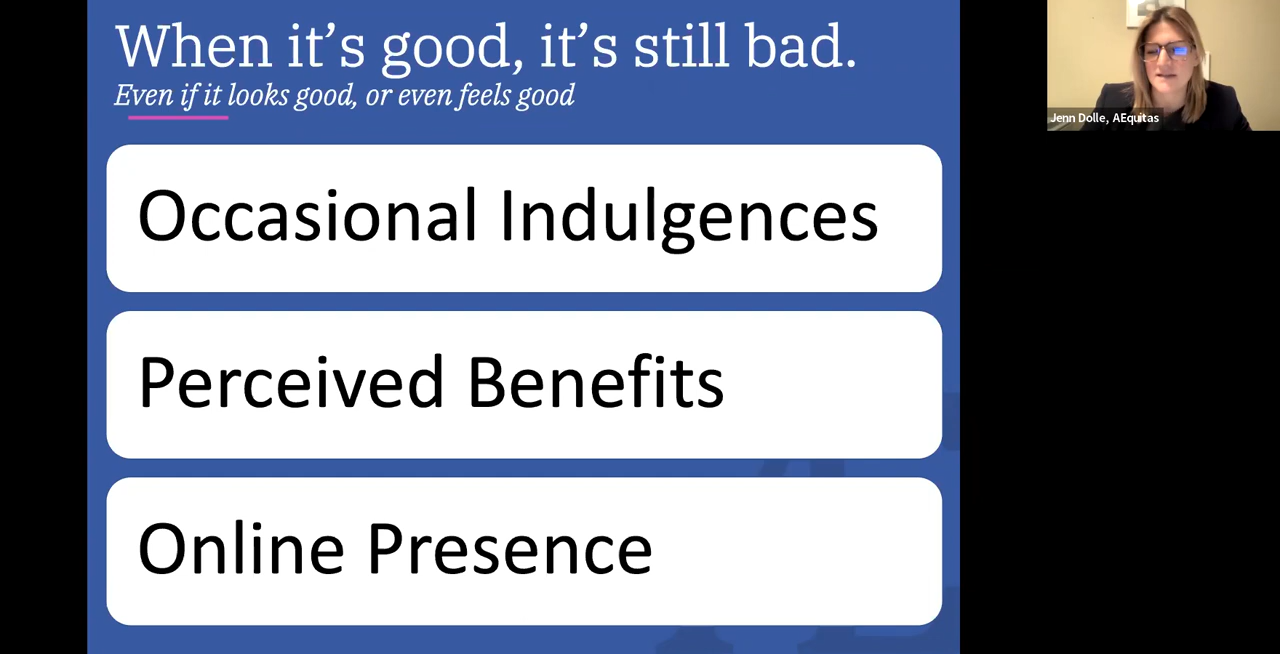 When it’s good, it’s still bad.
Even if it looks good, or even feels good
Occasional Indulgences
Perceived Benefits
Online Presence
Jenn Dolle, AEquitas